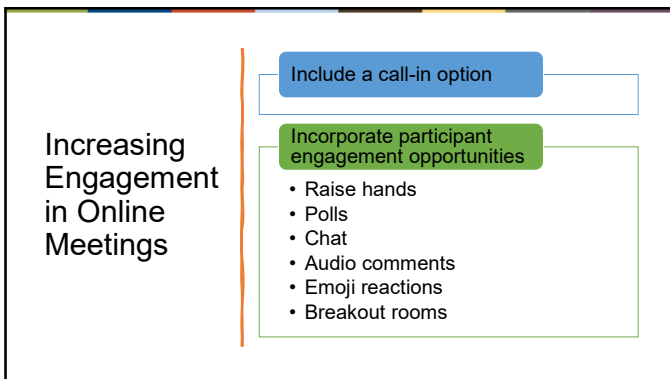 Increasing
Engagement
in Online
Meetings
Include a call-in option
Incorporate participant
engagement opportunities
• Raise hands
• Polls
• Chat
• Audio comments
• Emoji reactions
• Breakout rooms